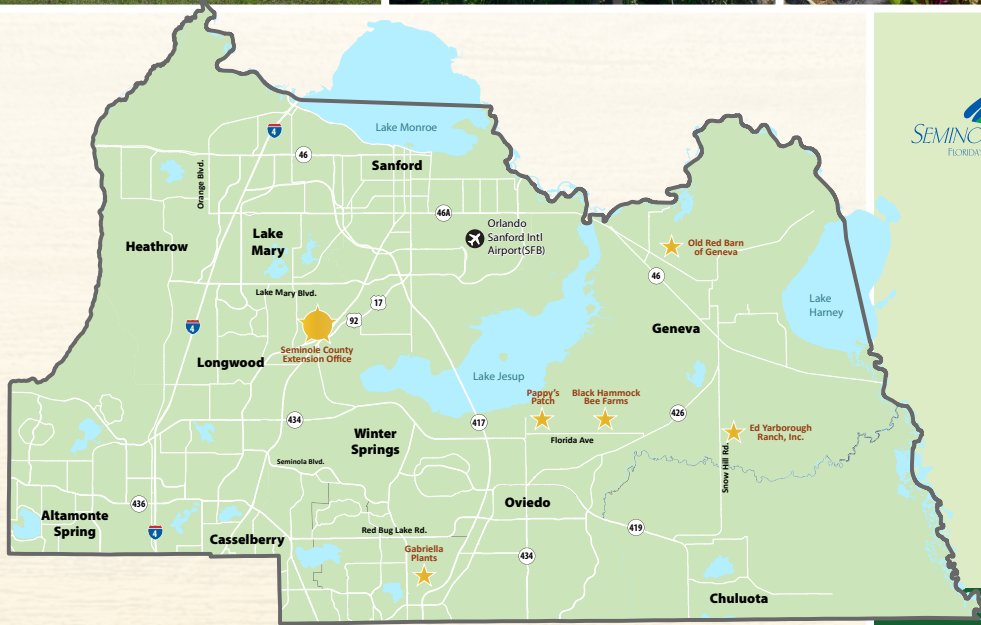 Lake Monroe
4
46
Sanford
Orange Blvd.
46A
Orlando
Sanford Intl
Airport(SFB)
Heathrow
Lake
Mary
Old Red Barn
of Geneva
46
Lake Mary Blvd.
17
92
4
Lake
Harney
Geneva
Seminole County
Extension Office
Longwood
Lake Jesup
Pappy's
Patch
Black Hammock
Bee Farms
434
417
426
Florida Ave
Ed Yarborough
Ranch, Inc.
Winter
Springs
Seminola Blvd.
Snow Hill Rd.
436
Oviedo
Altamonte
Spring
4
Casselberry
Red Bug Lake Rd.
419
Gabriella
Plants
434
Chuluota